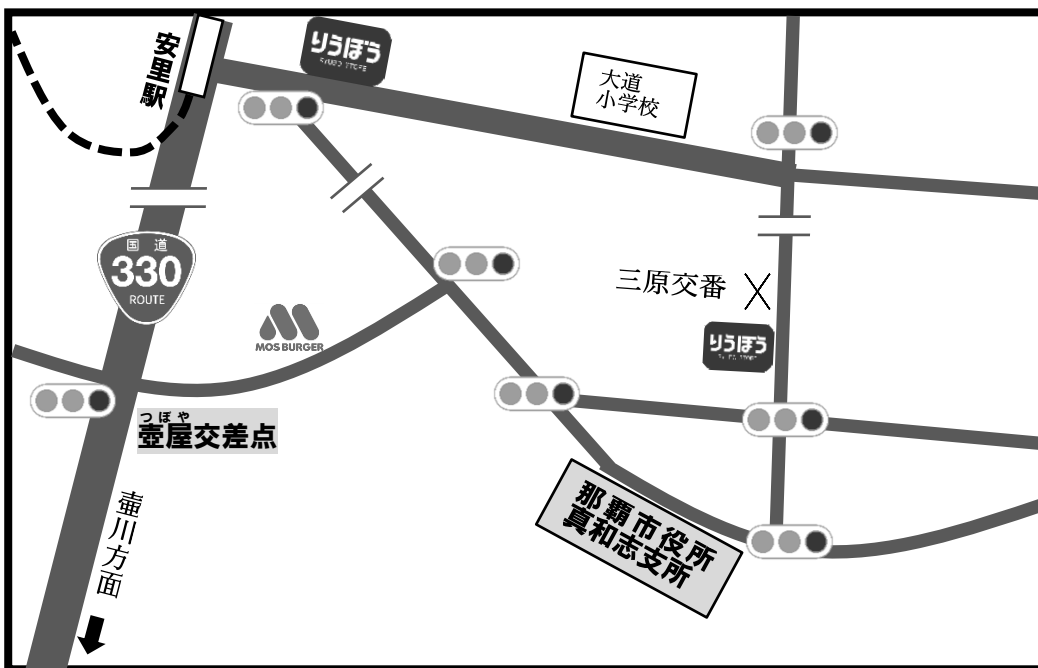 安里駅
りうぼう
RYUBO STORE
大道
小学校
国道
330
ROUTE
MOS BURGER
三原交番
りうぼう
つぼや
壺屋交差点
壷川方面
那覇市役所
真和志支所